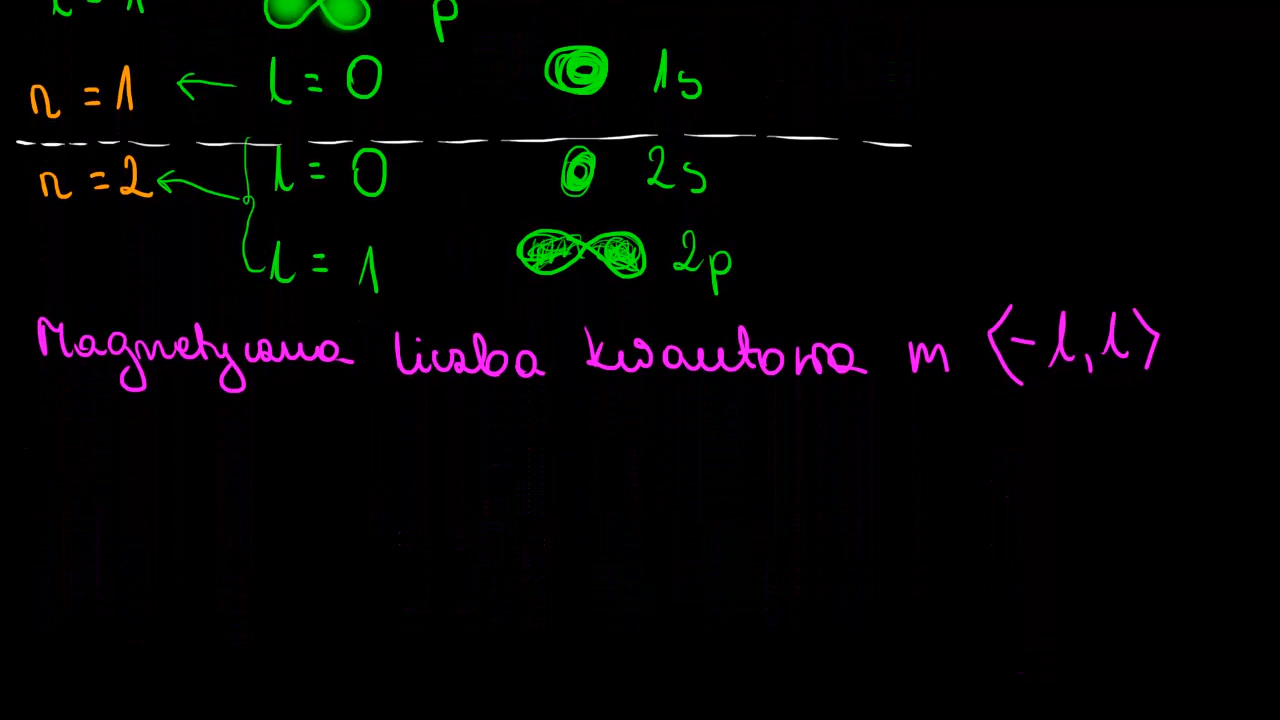 p
n = 1 ← l = 0 1s
n = 2 ← l = 0 2s
l = 1 2p
Magnetyczna liczba kwantowa m ⟨-l, l⟩